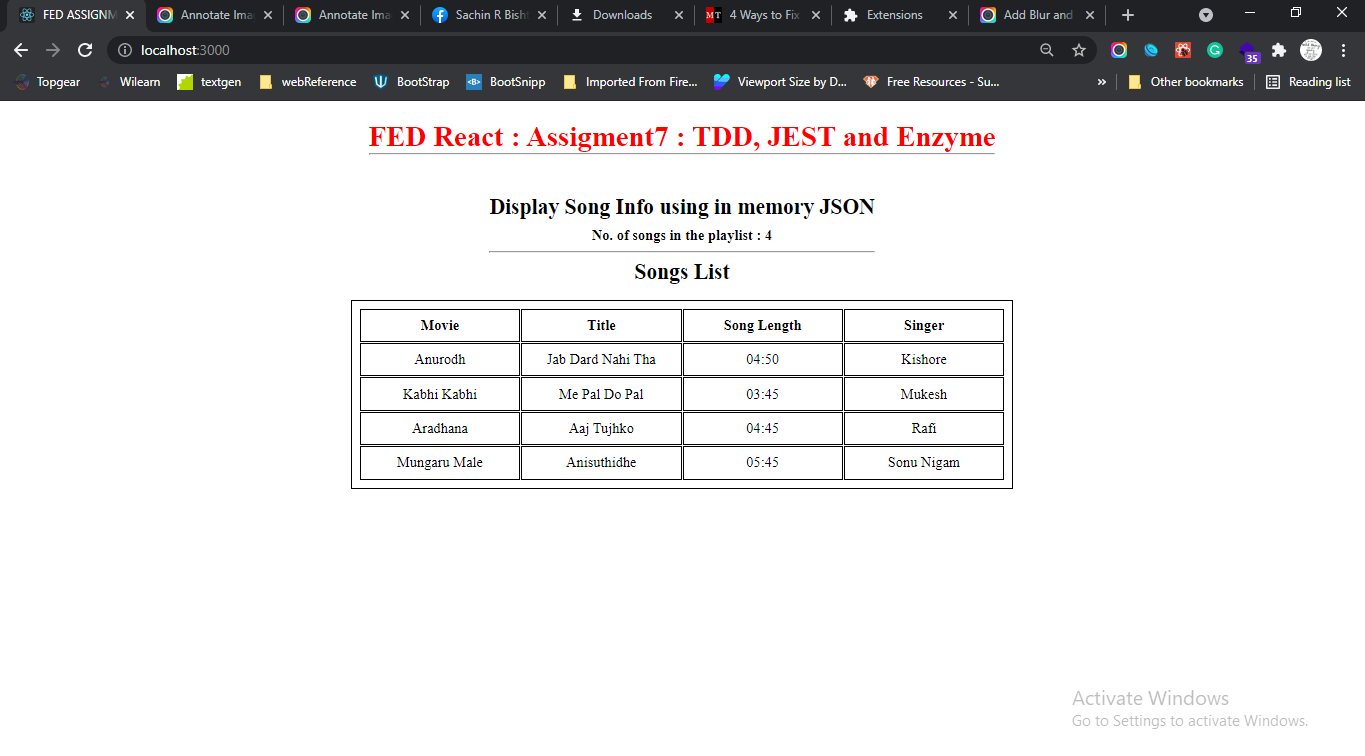 FED ASSIGNM
Annotate Ima
Annotate Ima
Sachin R Bish
Downloads
MT 4 Ways to Fix
Extensions
Add Blur and
localhost:3000
35
Topgear
Wilearn
textgen
webReference
BootStrap
<B> BootSnipp
Imported From Fire...
Viewport Size by D...
Free Resources - Su...
»
Other bookmarks
Reading list
FED React : Assigment7 : TDD, JEST and Enzyme
Display Song Info using in memory JSON
No. of songs in the playlist : 4
Songs List
Movie Title Song Length Singer
Anurodh Jab Dard Nahi Tha 04:50 Kishore
Kabhi Kabhi Me Pal Do Pal 03:45 Mukesh
Aradhana Aaj Tujhko 04:45 Rafi
Mungaru Male Anisuthidhe 05:45 Sonu Nigam
Activate Windows
Go to Settings to activate Windows.